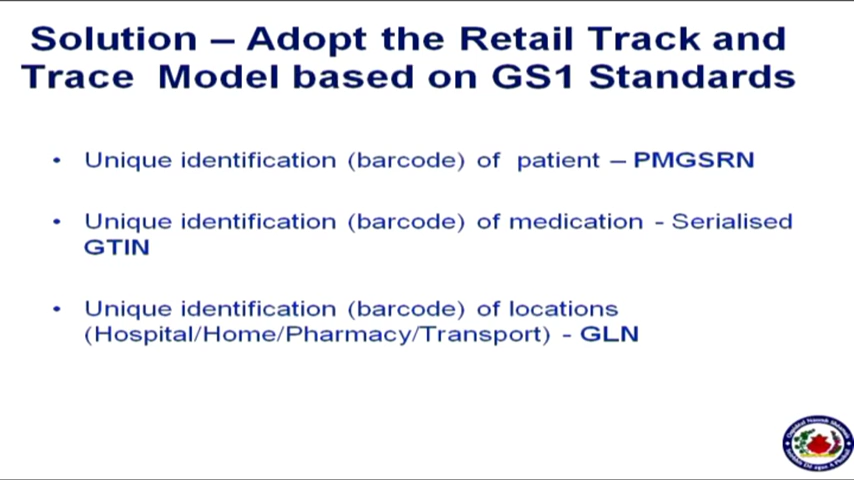 Solution – Adopt the Retail Track and
Trace Model based on GS1 Standards
• Unique identification (barcode) of patient – PMGSRN
• Unique identification (barcode) of medication - Serialised
GTIN
• Unique identification (barcode) of locations
(Hospital/Home/Pharmacy/Transport) - GLN